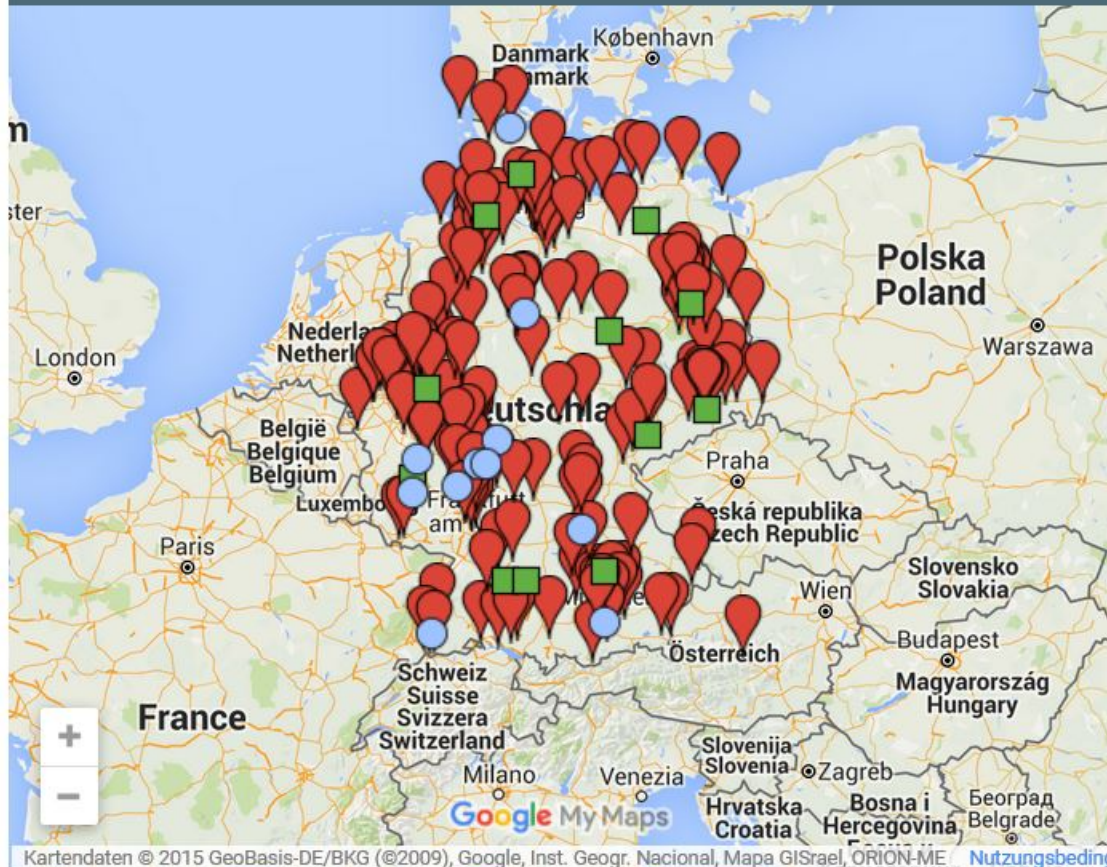 København
Danmark
m
ster
Polska
Poland
London
Warszawa
België
Belgique
Belgium
Praha
Luxembo
Česká republika
zech Republic
Paris
Slovensko
Slovakia
Wien
Österreich
Budapest
Magyarország
Hungary
Schweiz
Suisse
Svizzera
Switzerland
France
Slovenija
Slovenia
Zagreb
Milano
Venezia
Hrvatska
Croatia
Bosna i
Hercegovina
Београд
Belgrade
+
−
Google My Maps
Kartendaten © 2015 GeoBasis-DE/BKG (©2009), Google, Inst. Geogr. Nacional, Mapa GISrael, ORION-ME Nutzungsbedin